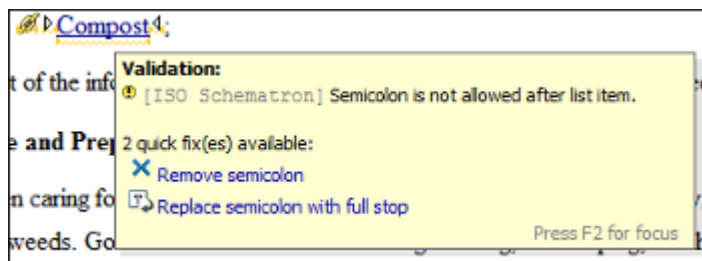 Compost;
t of the inf
Validation:
[ISO Schematron] Semicolon is not allowed after list item.
e and Prep
2 quick fix(es) available:
Remove semicolon
n caring fo
Replace semicolon with full stop
Press F2 for focus
weeds. Go